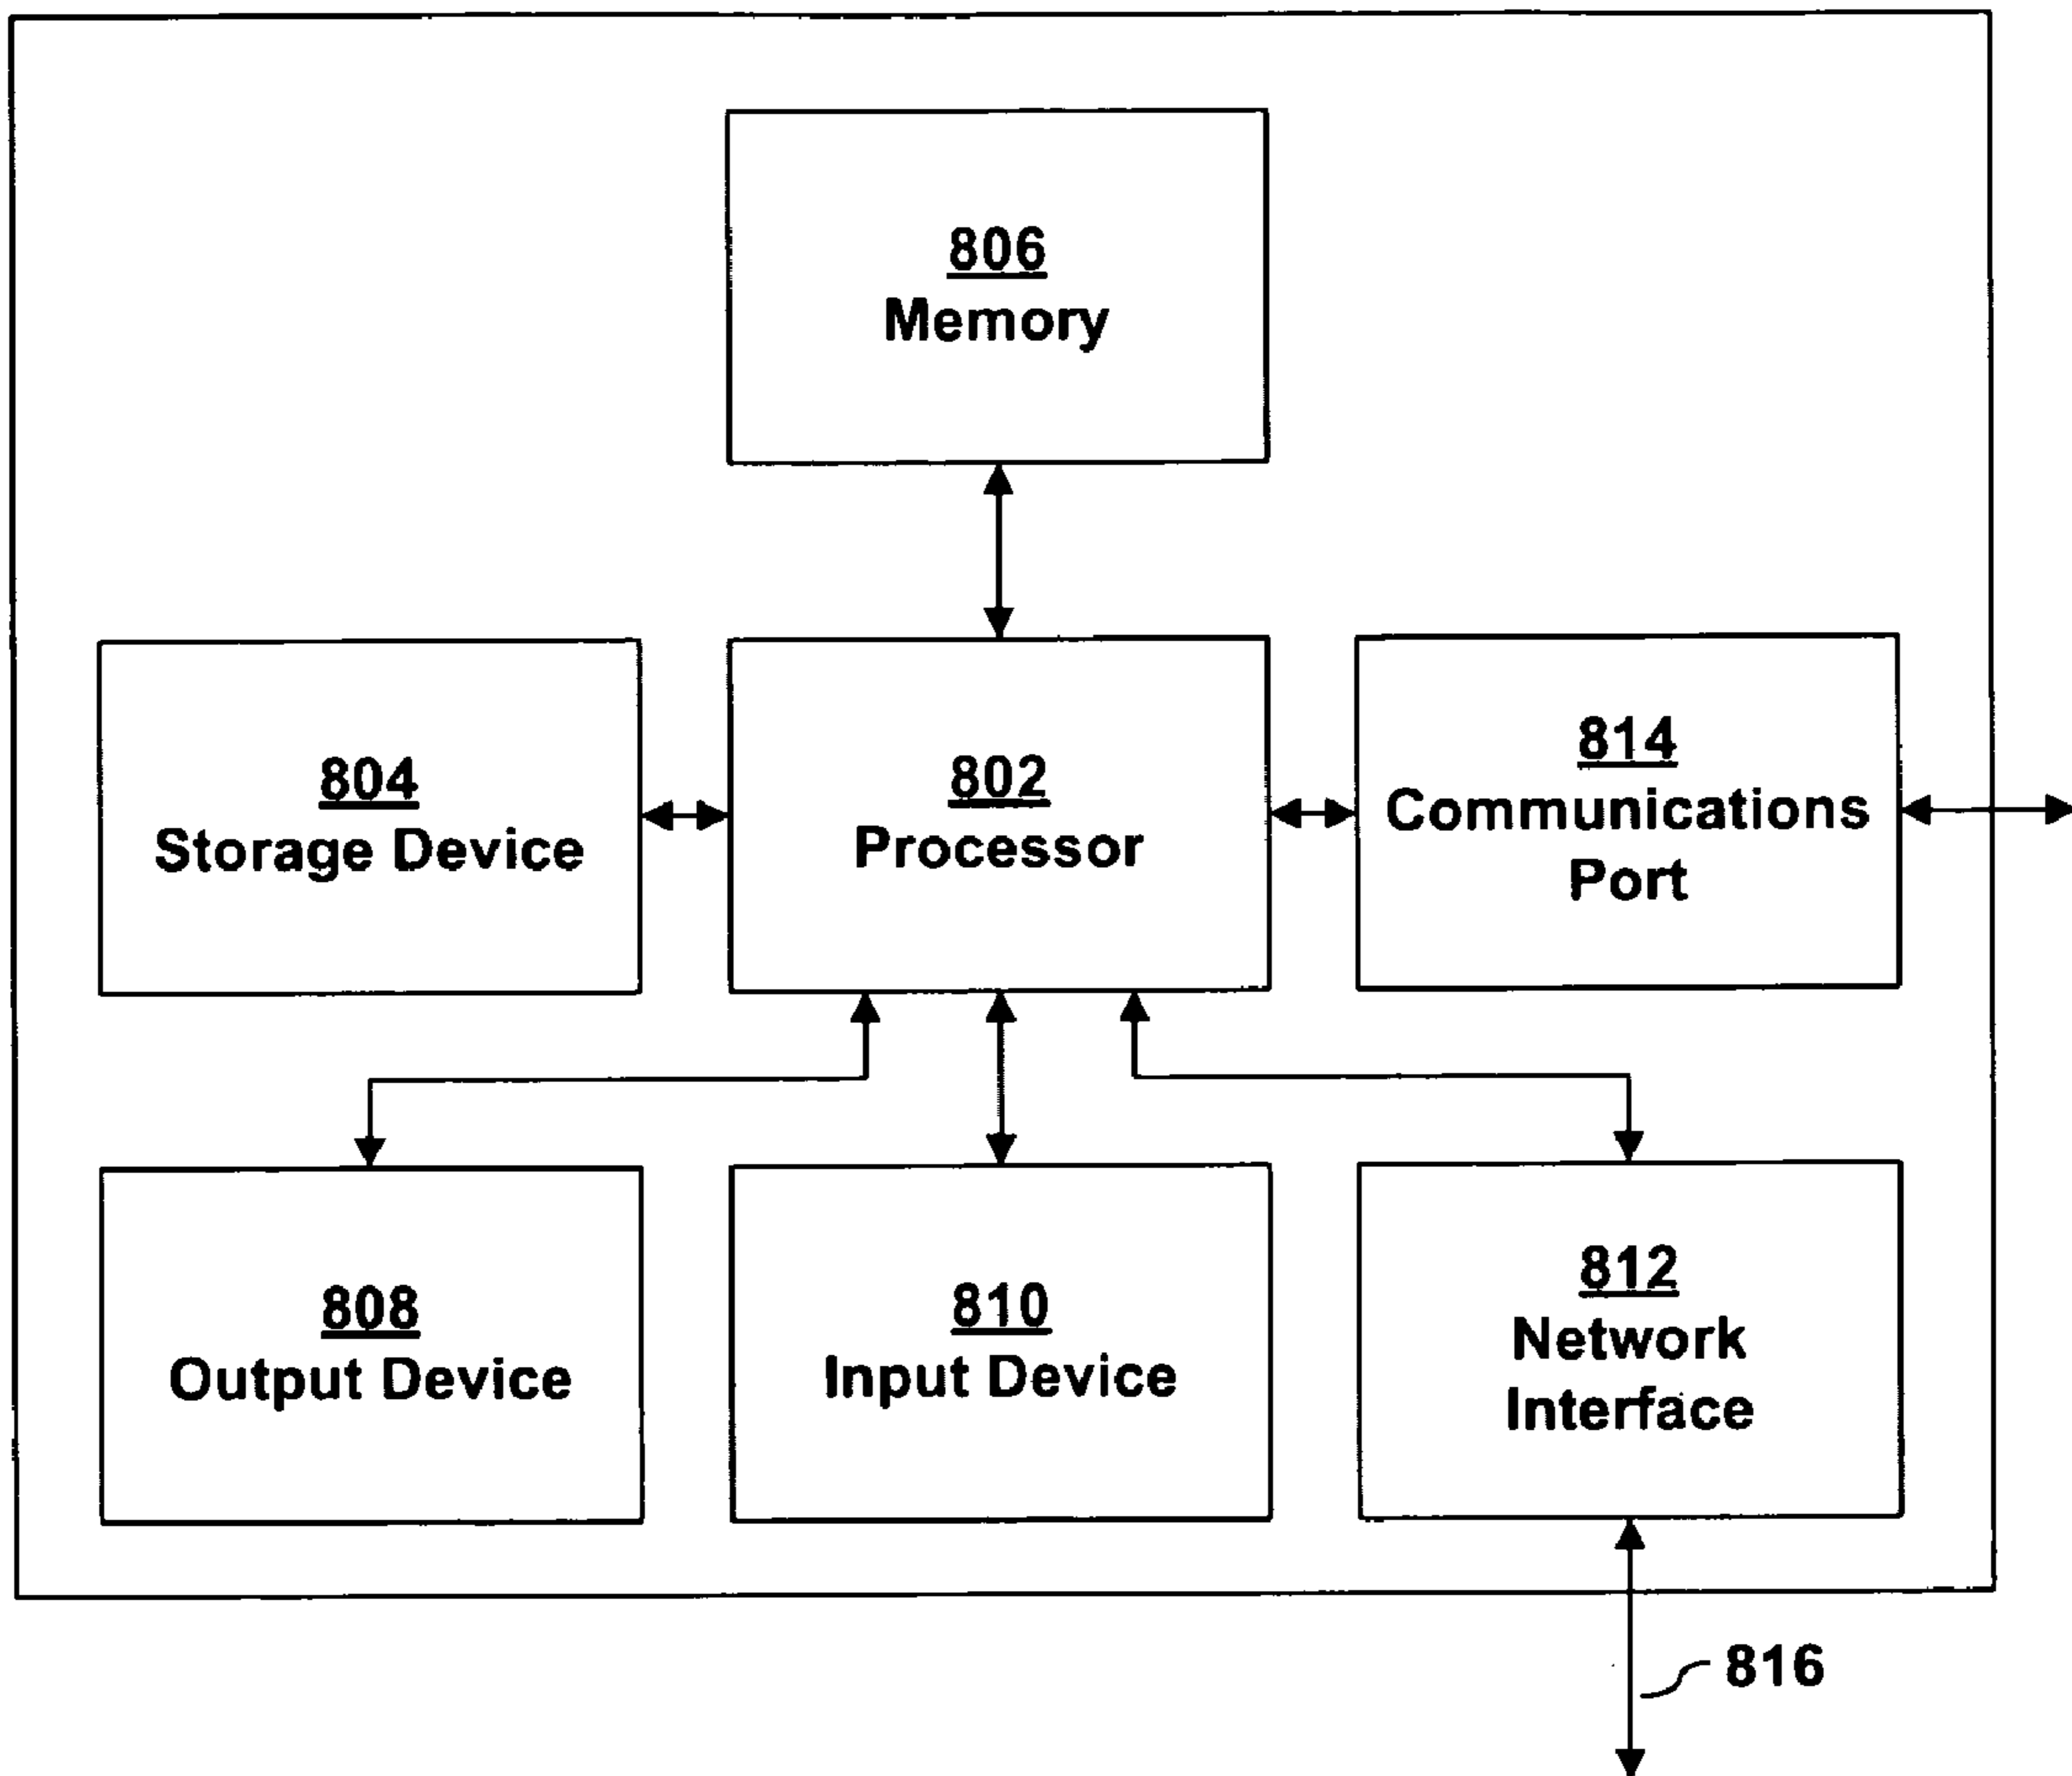 806
Memory
804
Storage Device
802
Processor
814
Communications
Port
808
Output Device
810
Input Device
812
Network
Interface
816